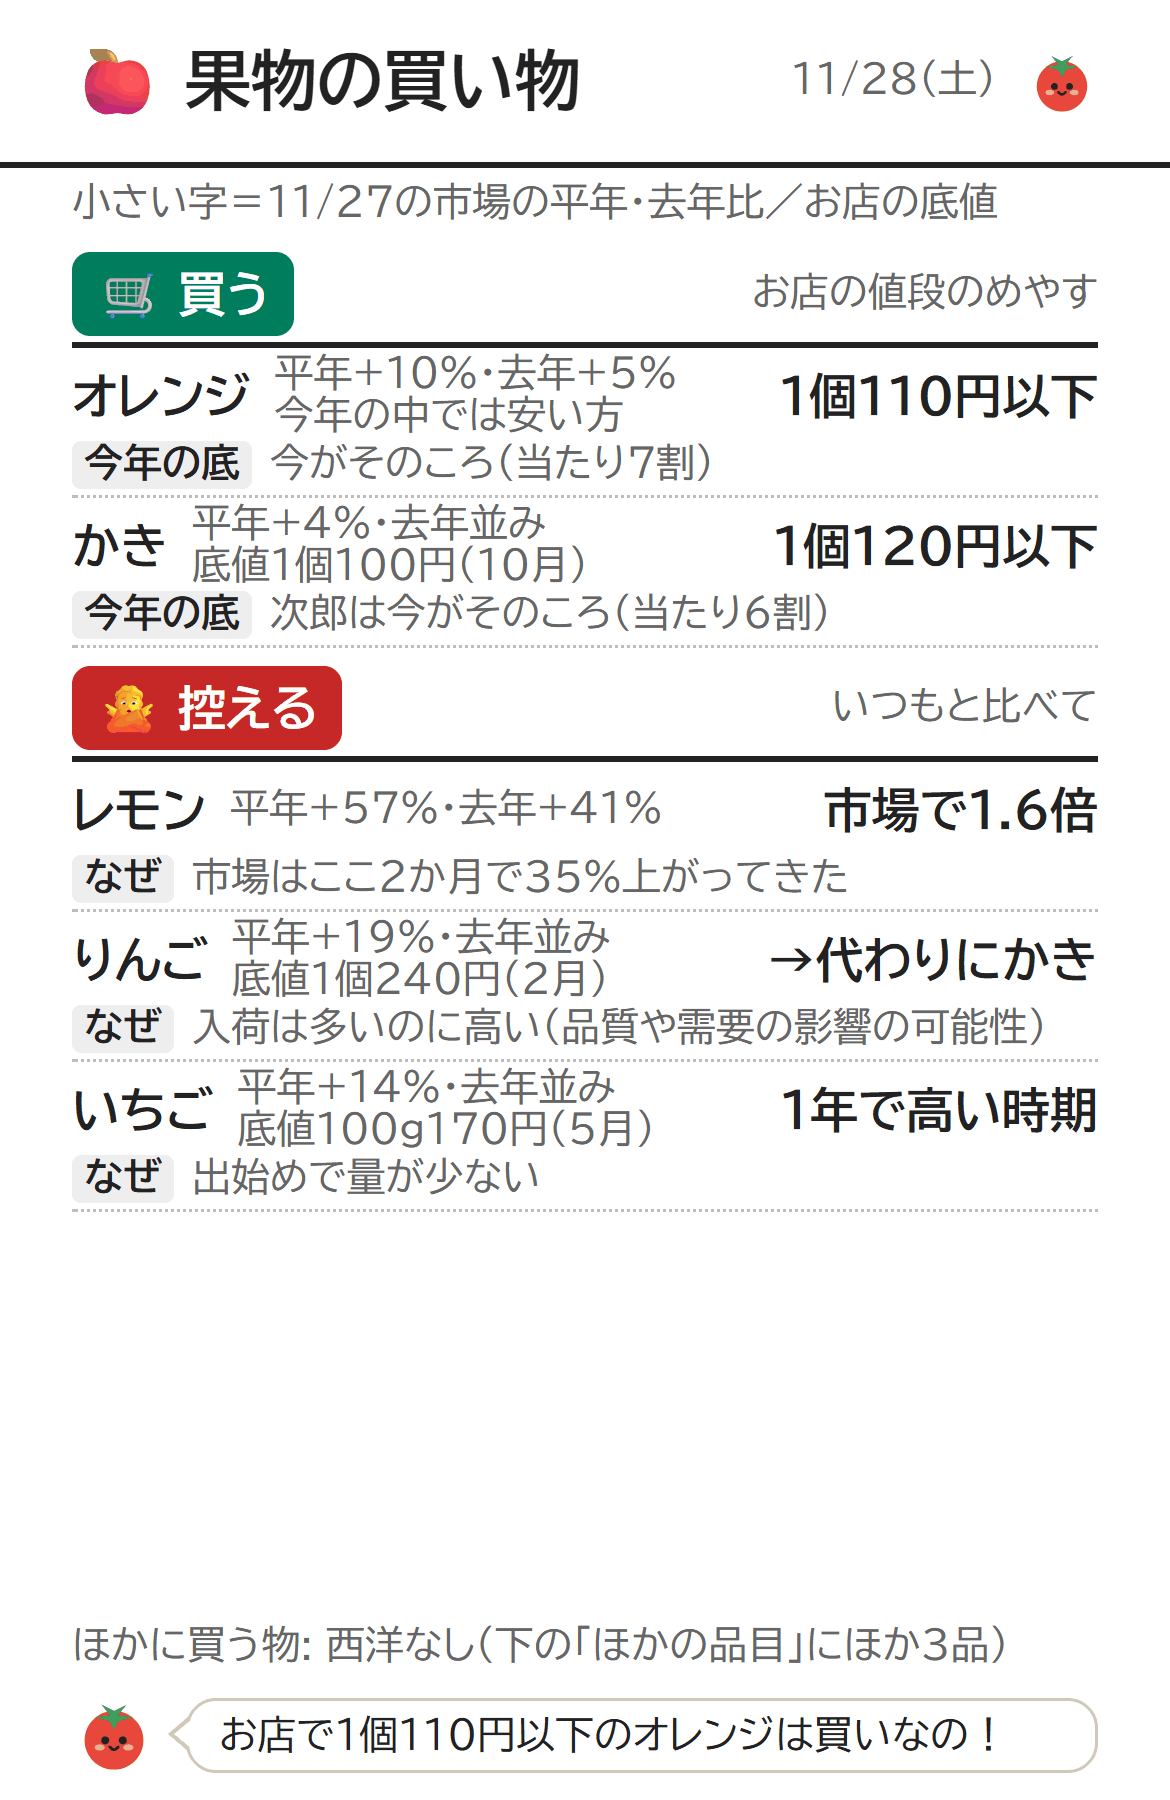 果物の買い物
11/28(土)
小さい字=11/27の市場の平年・去年比／お店の底値
買う
お店の値段のめやす
オレンジ
平年+10%・去年+5%
今年の中では安い方
1個110円以下
今年の底 今がそのころ(当たり7割)
かき
平年+4%・去年並み
底値1個100円(10月)
1個120円以下
今年の底 次郎は今がそのころ(当たり6割)
控える
いつもと比べて
レモン 平年+57%・去年+41% 市場で1.6倍
なぜ 市場はここ2か月で35%上がってきた
りんご
平年+19%・去年並み
底値1個240円(2月)
→代わりにかき
なぜ 入荷は多いのに高い(品質や需要の影響の可能性)
いちご
平年+14%・去年並み
底値100g170円(5月)
1年で高い時期
なぜ 出始めで量が少ない
ほかに買う物: 西洋なし(下の「ほかの品目」にほか3品)
お店で1個110円以下のオレンジは買いなの！